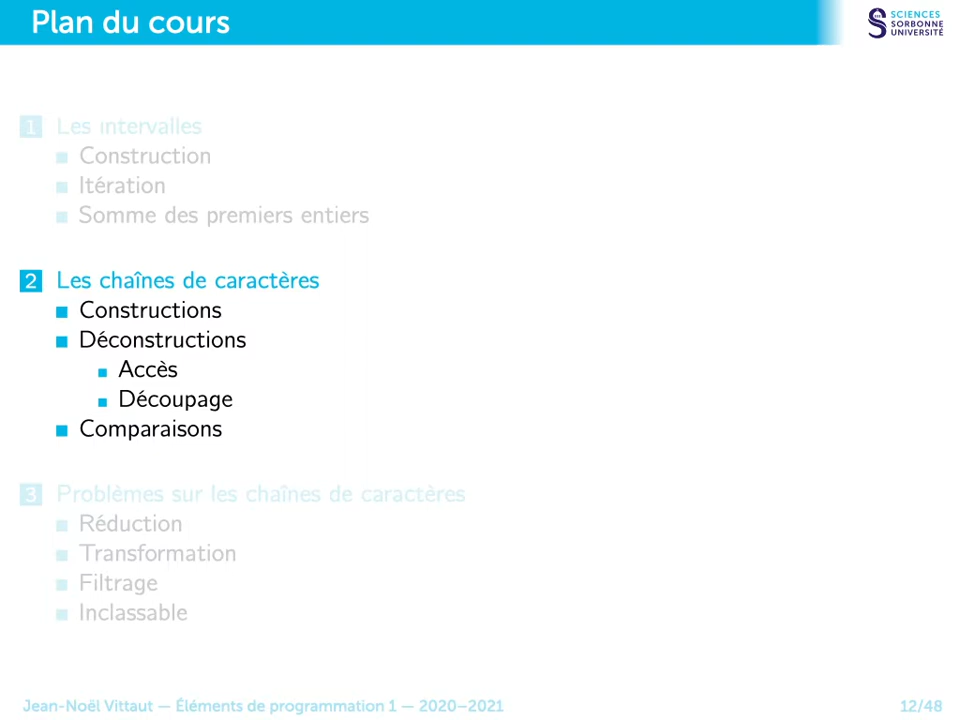 Plan du cours
SCIENCES
SORBONNE
UNIVERSITÉ
1 Les intervalles
Construction
Itération
Somme des premiers entiers
2 Les chaînes de caractères
Constructions
Déconstructions
Accès
Découpage
Comparaisons
3 Problèmes sur les chaînes de caractères
Réduction
Transformation
Filtrage
Inclassable
Jean-Noël Vittaut — Éléments de programmation 1 — 2020–2021 12/48